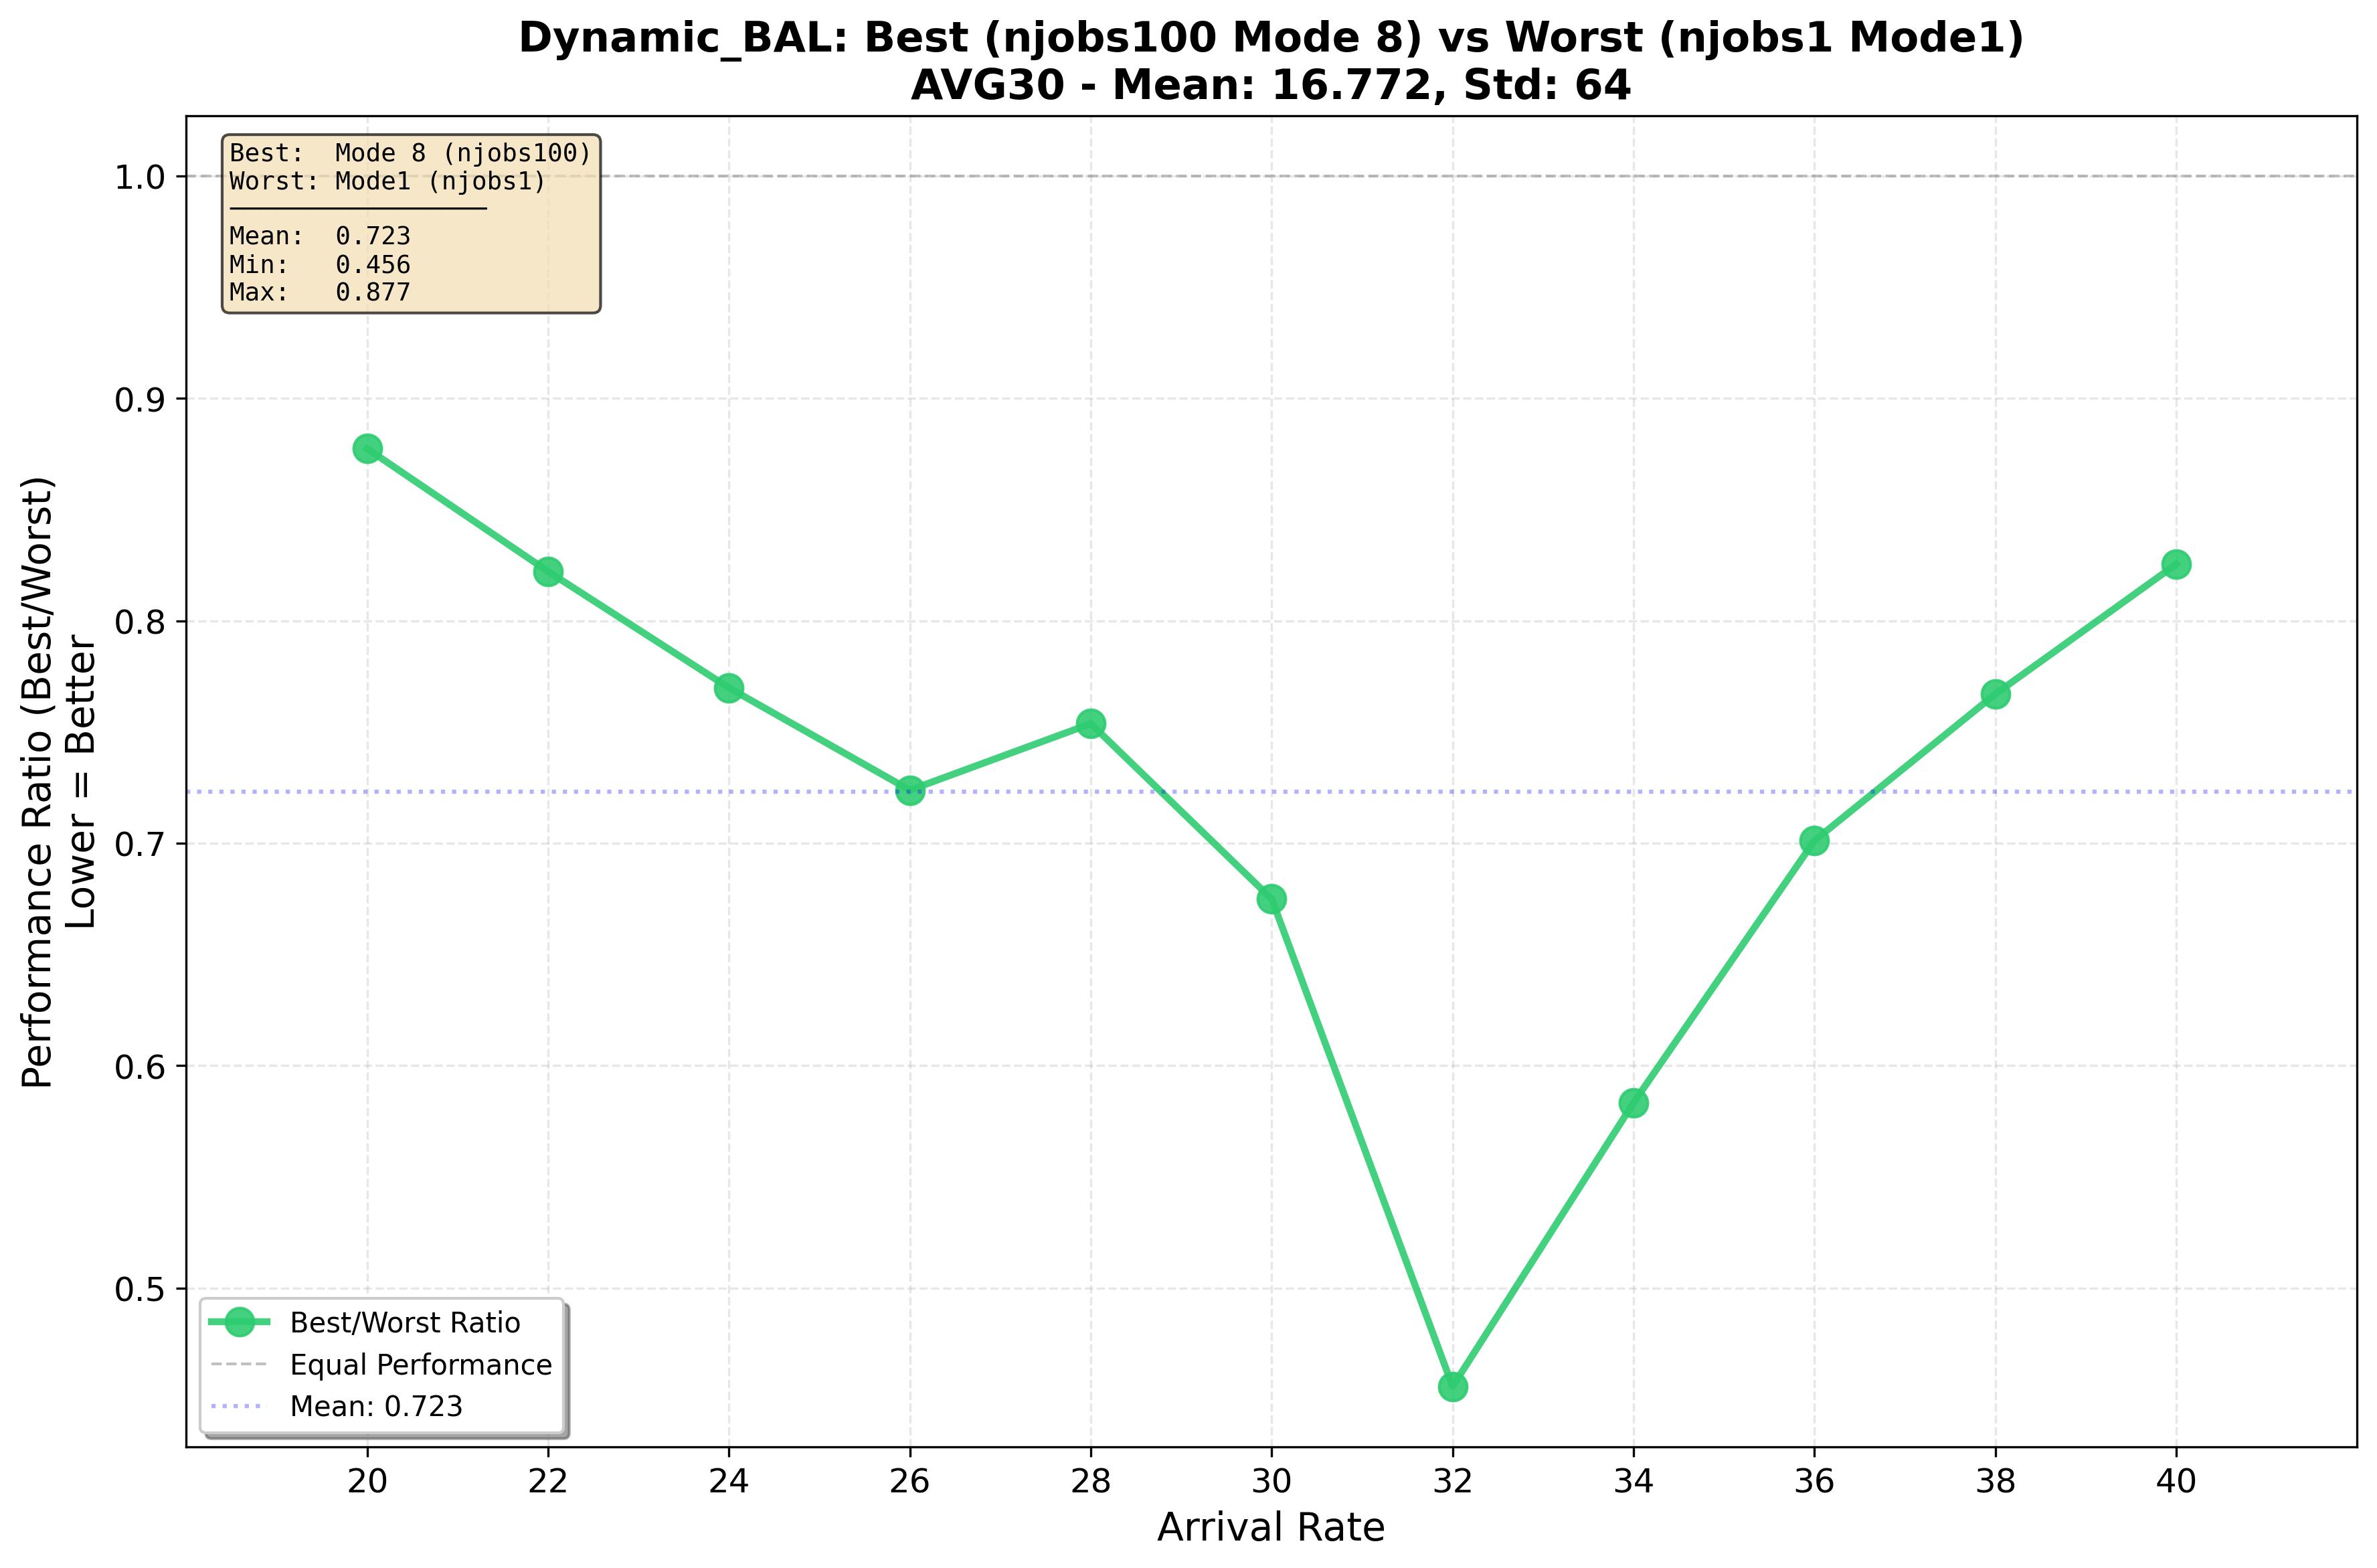 Dynamic_BAL: Best (njobs100 Mode 8) vs Worst (njobs1 Mode1)
AVG30 - Mean: 16.772, Std: 64
Best:  Mode 8 (njobs100)
Worst: Mode1 (njobs1)
Mean:  0.723
Min:   0.456
Max:   0.877
1.0
0.9
0.8
0.7
0.6
0.5
Performance Ratio (Best/Worst)
Lower = Better
Best/Worst Ratio
Equal Performance
Mean: 0.723
20 22 24 26 28 30 32 34 36 38 40
Arrival Rate